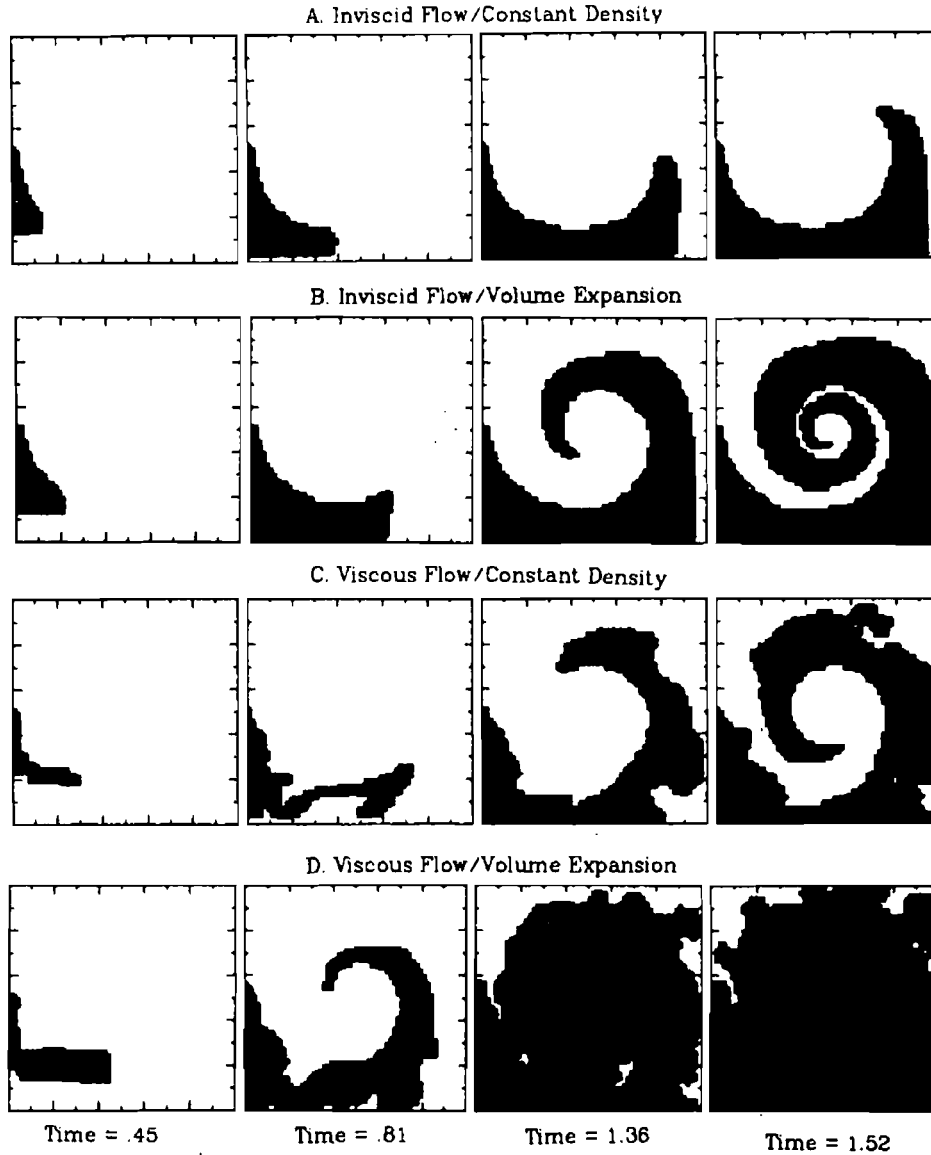 A. Inviscid Flow/Constant Density
B. Inviscid Flow/Volume Expansion
C. Viscous Flow/Constant Density
D. Viscous Flow/Volume Expansion
Time = .45
Time = .81
Time = 1.36
Time = 1.52